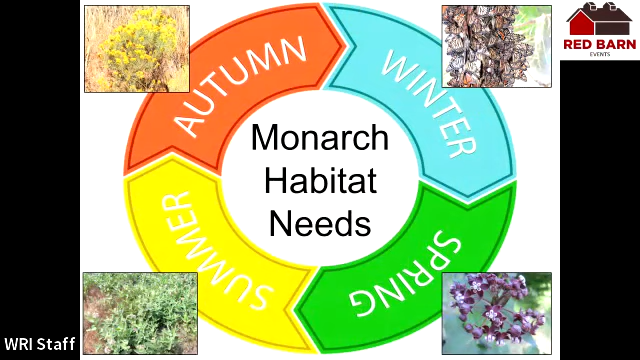 AUTUMN
WINTER
RED BARN
EVENTS
Monarch
Habitat
Needs
SUMMER
SPRING
WRI Staff